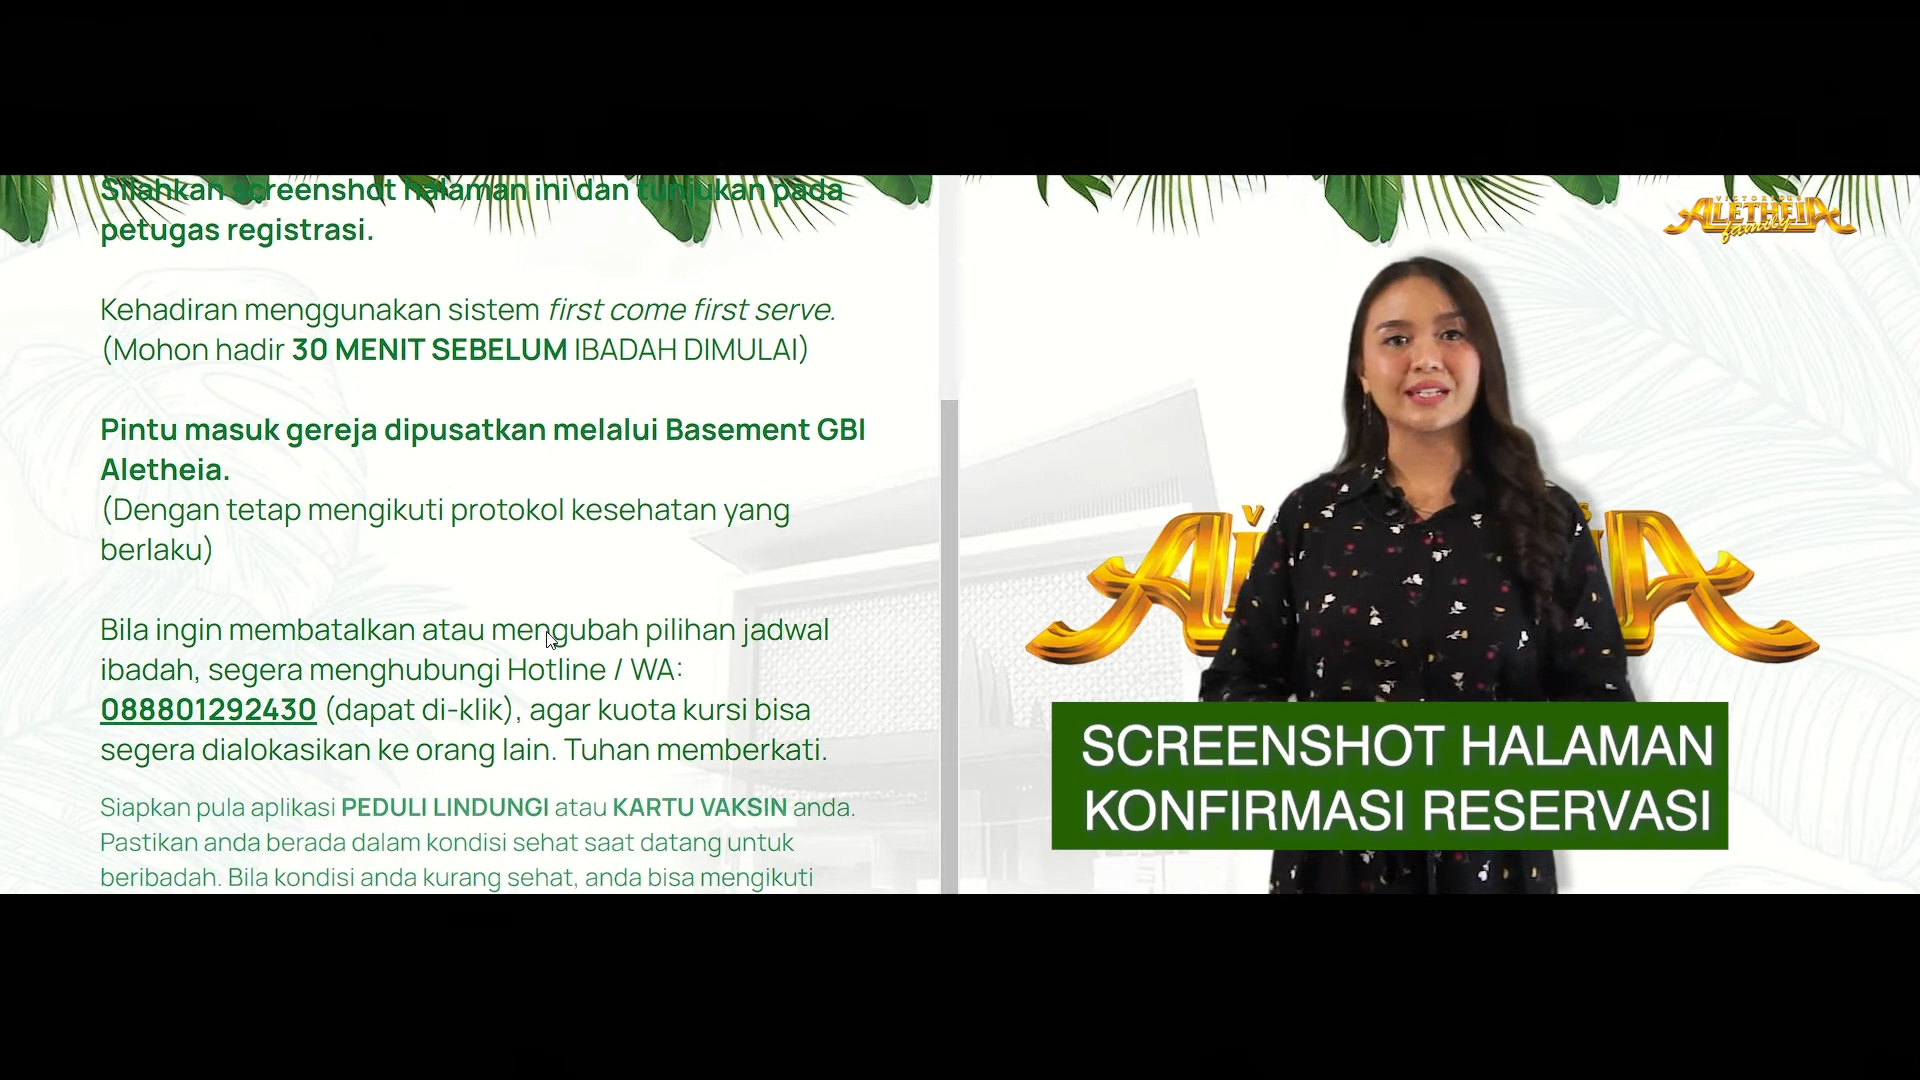 Silahkan screenshot halaman ini dan tunjukan pada
petugas registrasi.
Kehadiran menggunakan sistem first come first serve.
(Mohon hadir 30 MENIT SEBELUM IBADAH DIMULAI)
Pintu masuk gereja dipusatkan melalui Basement GBI
Aletheia.
(Dengan tetap mengikuti protokol kesehatan yang
berlaku)
Bila ingin membatalkan atau mengubah pilihan jadwal
ibadah, segera menghubungi Hotline / WA:
088801292430 (dapat di-klik), agar kuota kursi bisa
segera dialokasikan ke orang lain. Tuhan memberkati.
Siapkan pula aplikasi PEDULI LINDUNGI atau KARTU VAKSIN anda.
Pastikan anda berada dalam kondisi sehat saat datang untuk
beribadah. Bila kondisi anda kurang sehat, anda bisa mengikuti
ALETHEIA
family
SCREENSHOT HALAMAN
KONFIRMASI RESERVASI